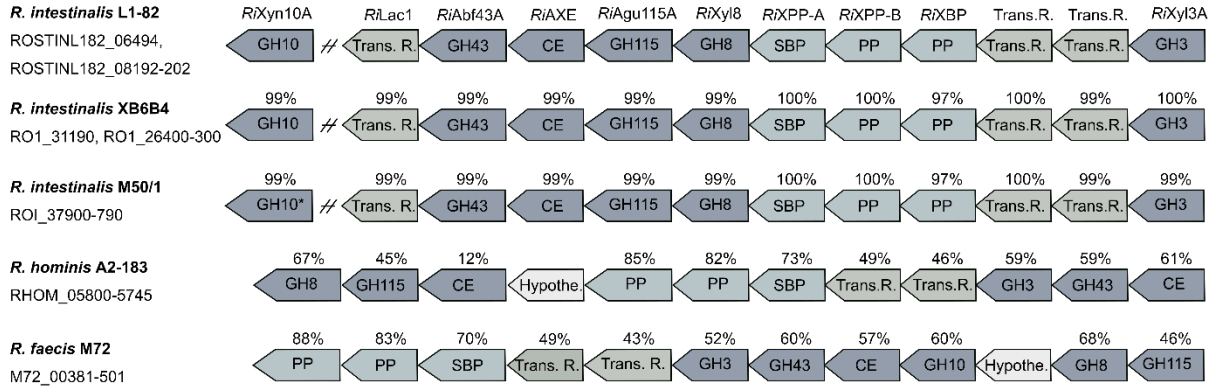 R. intestinalis L1-82 RiXyn10A RiLac1 RiAbf43A RiAXE RiAgu115A RiXyl8 RiXPP-A RiXPP-B RiXBP Trans.R. Trans.R. RiXyl3A
ROSTINL182_06494, GH10 // Trans. R. GH43 CE GH115 GH8 SBP PP PP Trans.R. Trans.R. GH3
ROSTINL182_08192-202
R. intestinalis XB6B4 99% 99% 99% 99% 99% 99% 100% 100% 97% 100% 99% 100%
RO1_31190, RO1_26400-300 GH10 // Trans. R. GH43 CE GH115 GH8 SBP PP PP Trans.R. Trans.R. GH3
R. intestinalis M50/1 99% 99% 99% 99% 99% 99% 100% 100% 97% 100% 99% 99%
ROI_37900-790 GH10* // Trans. R. GH43 CE GH115 GH8 SBP PP PP Trans.R. Trans.R. GH3
R. hominis A2-183 67% 45% 12% 85% 82% 73% 49% 46% 59% 59% 61%
RHOM_05800-5745 GH8 GH115 CE Hypothe. PP PP SBP Trans.R. Trans.R. GH3 GH43 CE
R. faecis M72 88% 83% 70% 49% 43% 52% 60% 57% 60% 68% 46%
M72_00381-501 PP PP SBP Trans. R. Trans. R. GH3 GH43 CE GH10 Hypothe. GH8 GH115